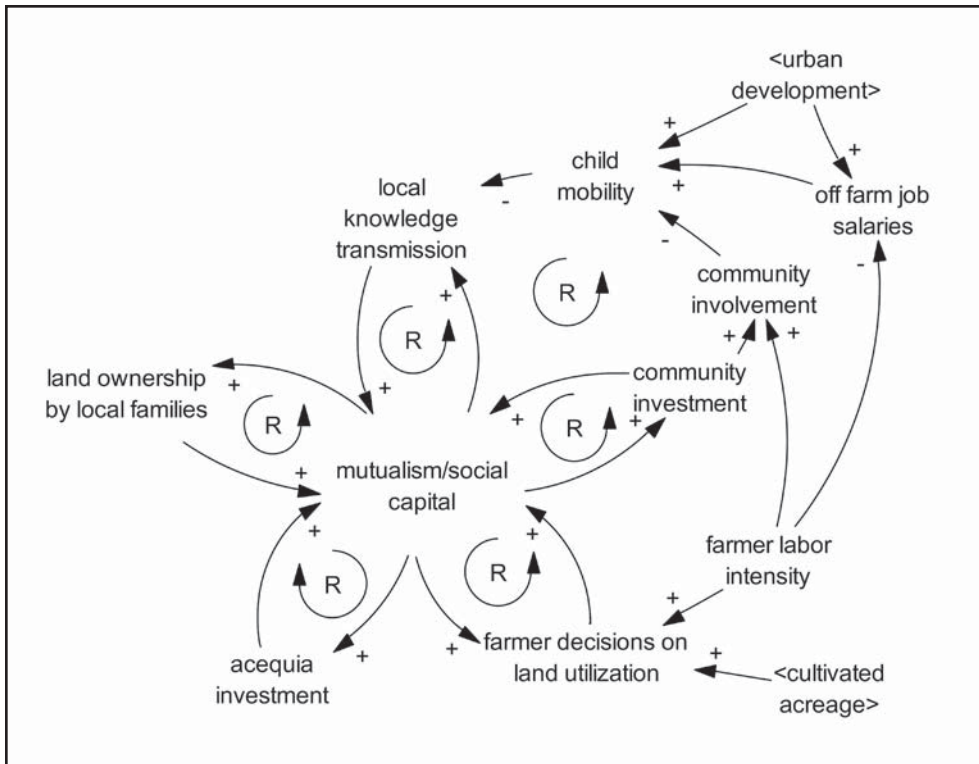 <urban
development>
+
+
child
mobility
+
-
off farm job
salaries
-
local
knowledge
transmission
-
community
involvement
+
+
R
+
R
+
land ownership
by local families
+
R
+
community
investment
+
R
+
mutualism/social
capital
+
R
+
R
farmer labor
intensity
+
+
+
farmer decisions on
land utilization
+
<cultivated
acreage>
acequia
investment